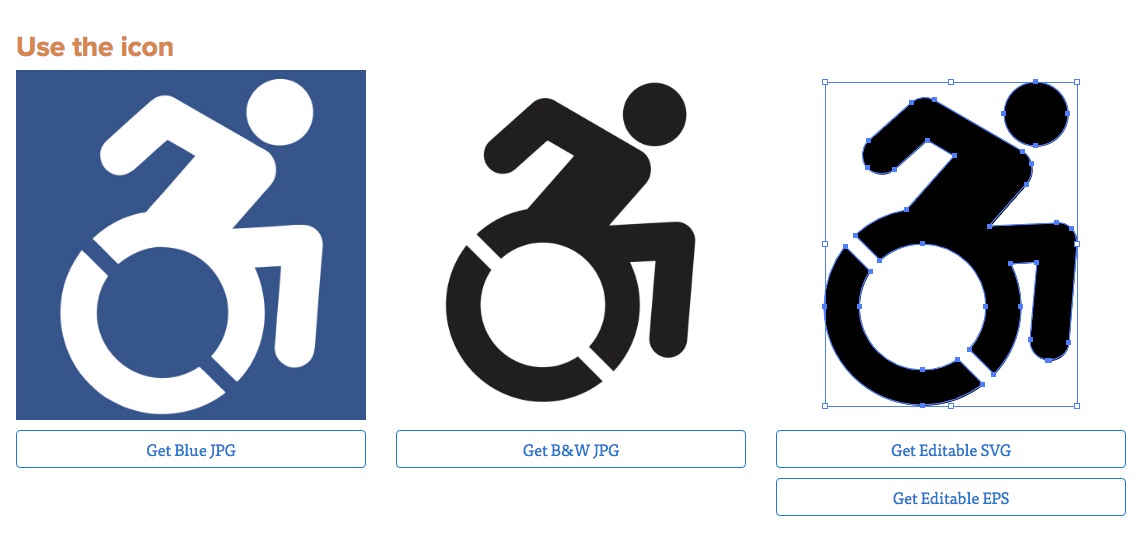 Use the icon
Get Blue JPG
Get B&W JPG
Get Editable SVG
Get Editable EPS